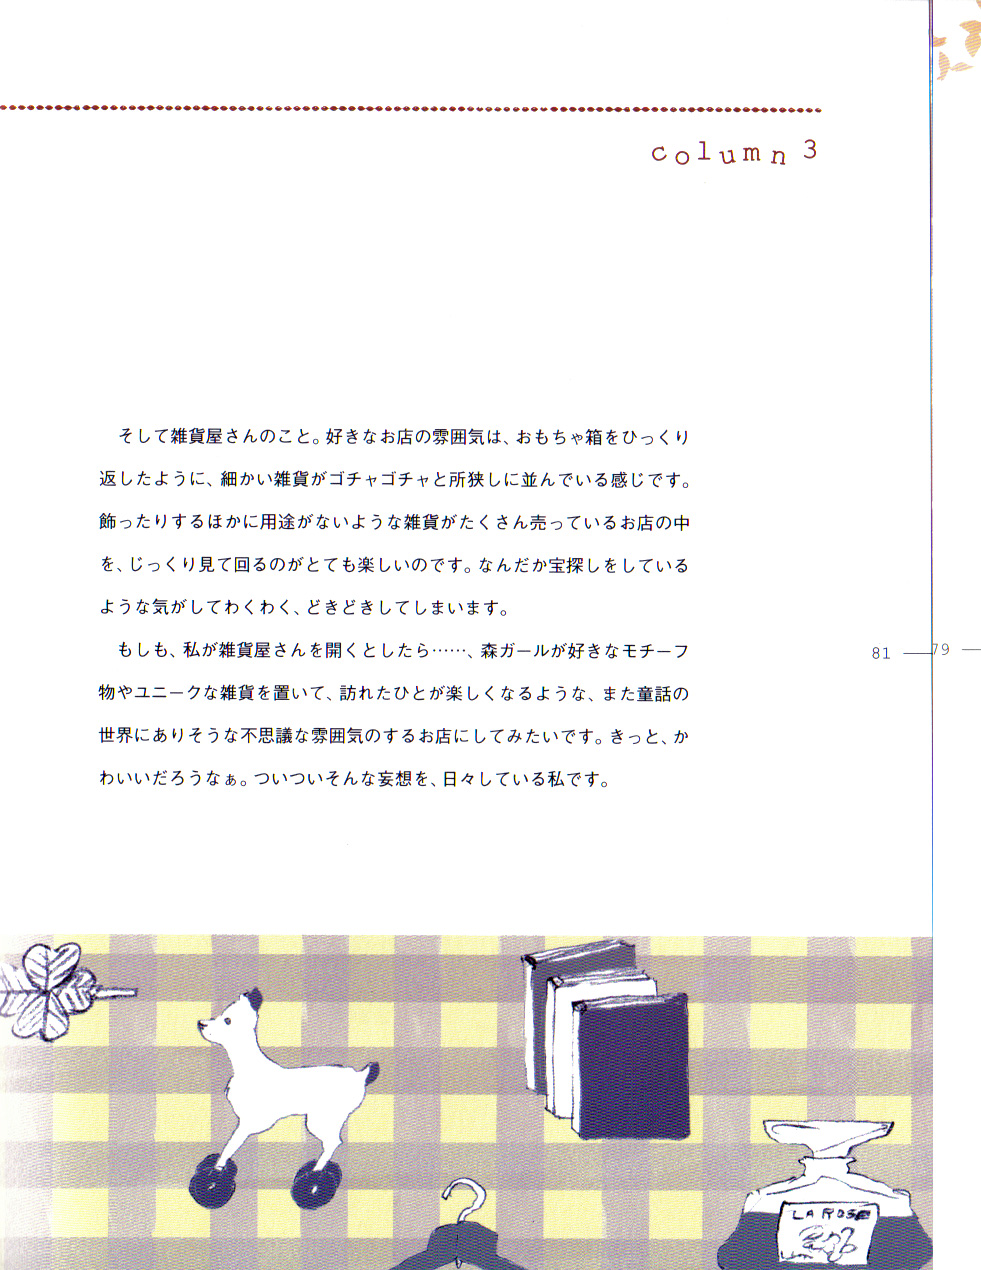 column 3
そして雑貨屋さんのこと。好きなお店の雰囲気は、おもちゃ箱をひっくり
返したように、細かい雑貨がゴチャゴチャと所狭しに並んでいる感じです。
飾ったりするほかに用途がないような雑貨がたくさん売っているお店の中
を、じっくり見て回るのがとても楽しいのです。なんだか宝探しをしている
ような気がしてわくわく、どきどきしてしまいます。
もしも、私が雑貨屋さんを開くとしたら……、森ガールが好きなモチーフ
物やユニークな雑貨を置いて、訪れたひとが楽しくなるような、また童話の
世界にありそうな不思議な雰囲気のするお店にしてみたいです。きっと、か
わいいだろうなぁ。ついついそんな妄想を、日々している私です。
81
79
LA ROSE